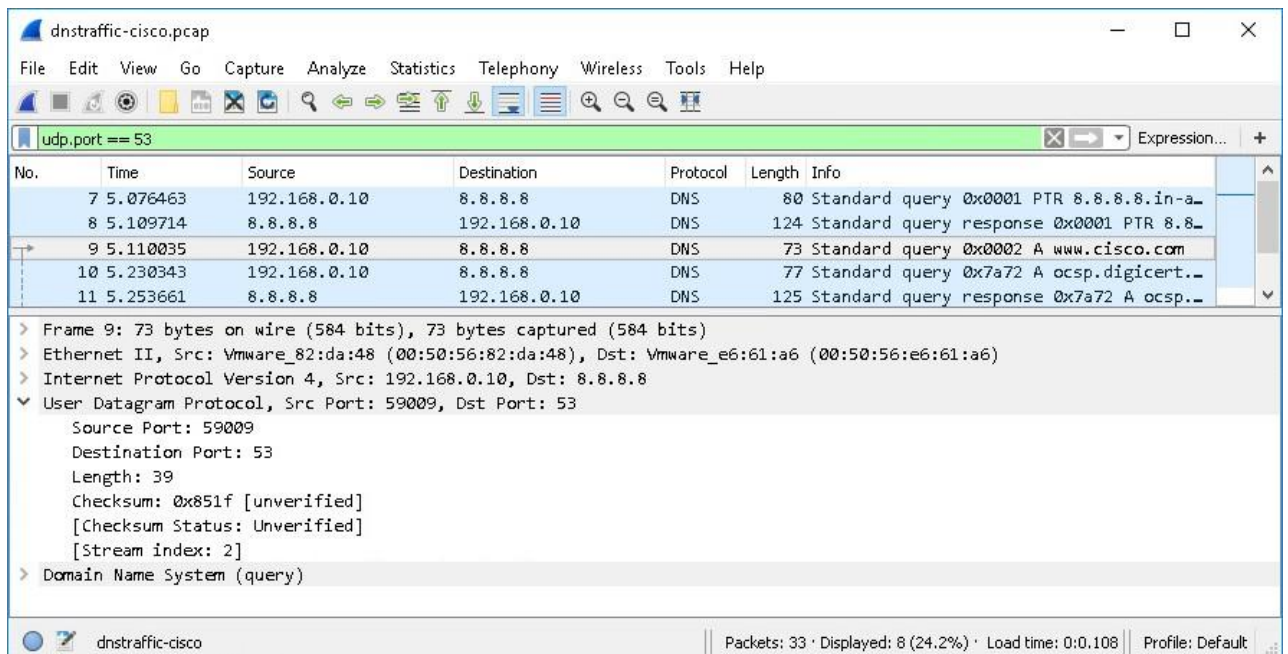 dnstraffic-cisco.pcap
File Edit View Go Capture Analyze Statistics Telephony Wireless Tools Help
udp.port == 53 Expression... +
No. Time Source Destination Protocol Length Info
7 5.076463 192.168.0.10 8.8.8.8 DNS 80 Standard query 0x0001 PTR 8.8.8.8.in-a…
8 5.109714 8.8.8.8 192.168.0.10 DNS 124 Standard query response 0x0001 PTR 8.8…
9 5.110035 192.168.0.10 8.8.8.8 DNS 73 Standard query 0x0002 A www.cisco.com
10 5.230343 192.168.0.10 8.8.8.8 DNS 77 Standard query 0x7a72 A ocsp.digicert.…
11 5.253661 8.8.8.8 192.168.0.10 DNS 125 Standard query response 0x7a72 A ocsp.…
> Frame 9: 73 bytes on wire (584 bits), 73 bytes captured (584 bits)
> Ethernet II, Src: Vmware_82:da:48 (00:50:56:82:da:48), Dst: Vmware_e6:61:a6 (00:50:56:e6:61:a6)
> Internet Protocol Version 4, Src: 192.168.0.10, Dst: 8.8.8.8
User Datagram Protocol, Src Port: 59009, Dst Port: 53
Source Port: 59009
Destination Port: 53
Length: 39
Checksum: 0x851f [unverified]
[Checksum Status: Unverified]
[Stream index: 2]
> Domain Name System (query)
dnstraffic-cisco Packets: 33 · Displayed: 8 (24.2%) · Load time: 0:0.108 Profile: Default